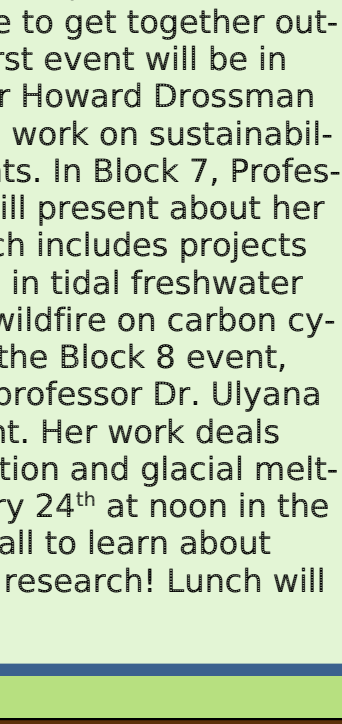 e to get together out-
rst event will be in
r Howard Drossman
work on sustainabil-
ts. In Block 7, Profes-
ill present about her
ch includes projects
in tidal freshwater
wildfire on carbon cy-
the Block 8 event,
professor Dr. Ulyana
nt. Her work deals
tion and glacial melt-
ry 24th at noon in the
all to learn about
research! Lunch will